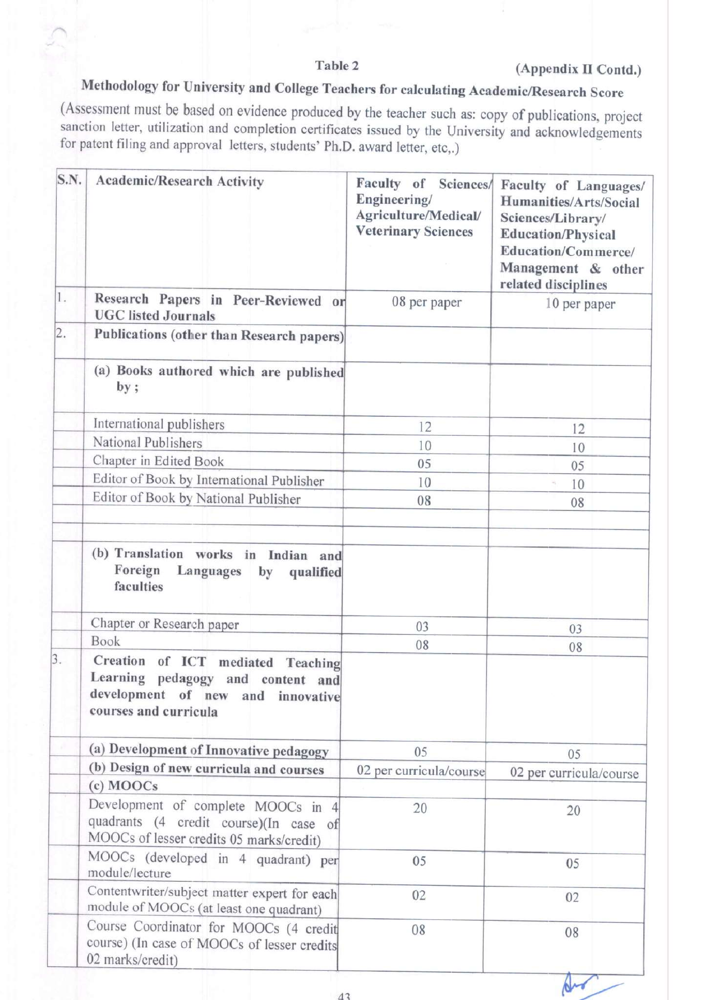 Table 2
(Appendix II Contd.)
Methodology for University and College Teachers for calculating Academic/Research Score
(Assessment must be based on evidence produced by the teacher such as: copy of publications, project
sanction letter, utilization and completion certificates issued by the University and acknowledgements
for patent filing and approval letters, students’ Ph.D. award letter, etc,.)
S.N.
Academic/Research Activity
Faculty of Sciences/
Engineering/
Agriculture/Medical/
Veterinary Sciences
Faculty of Languages/
Humanities/Arts/Social
Sciences/Library/
Education/Physical
Education/Commerce/
Management & other
related disciplines
1.
Research Papers in Peer-Reviewed or
UGC listed Journals
08 per paper
10 per paper
2.
Publications (other than Research papers)
(a) Books authored which are published
by ;
International publishers
12
12
National Publishers
10
10
Chapter in Edited Book
05
05
Editor of Book by International Publisher
10
10
Editor of Book by National Publisher
08
08
(b) Translation works in Indian and
Foreign Languages by qualified
faculties
Chapter or Research paper
03
03
Book
08
08
3.
Creation of ICT mediated Teaching
Learning pedagogy and content and
development of new and innovative
courses and curricula
(a) Development of Innovative pedagogy
05
05
(b) Design of new curricula and courses
02 per curricula/course
02 per curricula/course
(c) MOOCs
Development of complete MOOCs in 4
quadrants (4 credit course)(In case of
MOOCs of lesser credits 05 marks/credit)
20
20
MOOCs (developed in 4 quadrant) per
module/lecture
05
05
Contentwriter/subject matter expert for each
module of MOOCs (at least one quadrant)
02
02
Course Coordinator for MOOCs (4 credit
course) (In case of MOOCs of lesser credits
02 marks/credit)
08
08
43